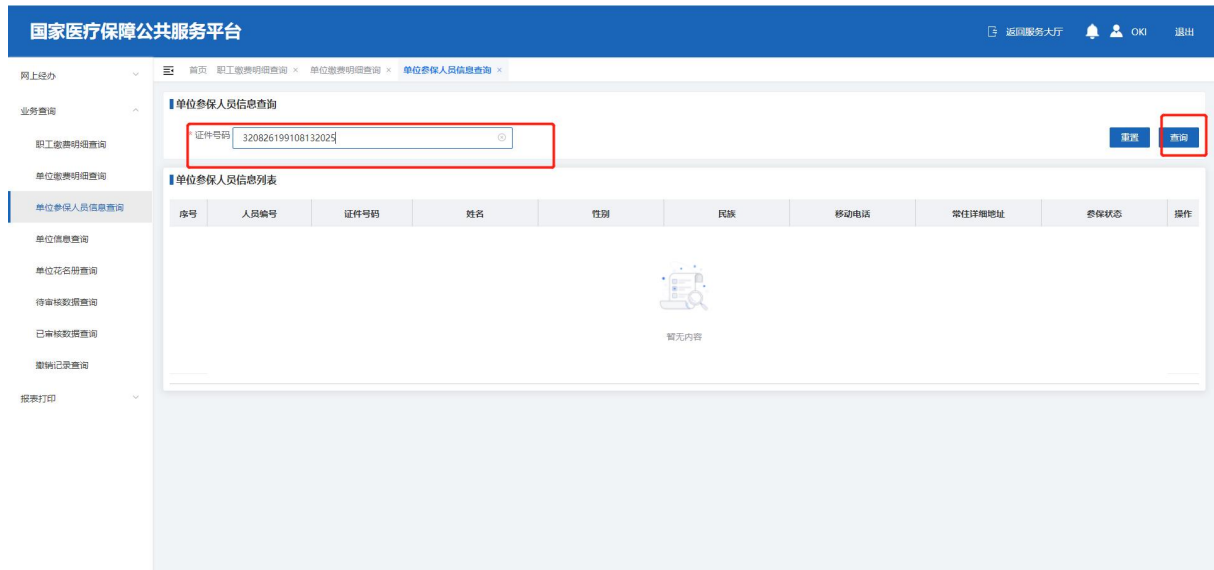 国家医疗保障公共服务平台
返回服务大厅 OKI 退出
网上经办
首页 职工缴费明细查询 × 单位缴费明细查询 × 单位参保人员信息查询 ×
业务查询
职工缴费明细查询
单位缴费明细查询
单位参保人员信息查询
单位信息查询
单位花名册查询
待审核数据查询
已审核数据查询
撤销记录查询
报表打印
单位参保人员信息查询
* 证件号码 320826199108132025
重置 查询
单位参保人员信息列表
序号 人员编号 证件号码 姓名 性别 民族 移动电话 常住详细地址 参保状态 操作
暂无内容